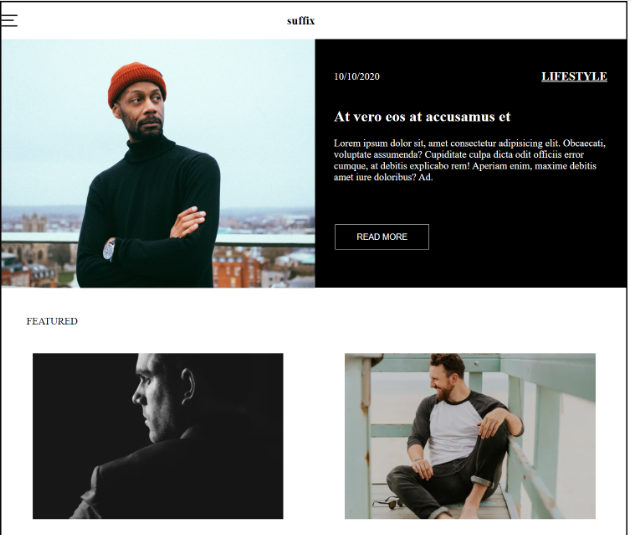 suffix
10/10/2020 LIFESTYLE
At vero eos at accusamus et
Lorem ipsum dolor sit, amet consectetur adipisicing elit. Obcaecati,
voluptate assumenda? Cupiditate culpa dicta odit officiis error
cumque, at debitis explicabo rem! Aperiam enim, maxime debitis
amet iure doloribus? Ad.
READ MORE
FEATURED